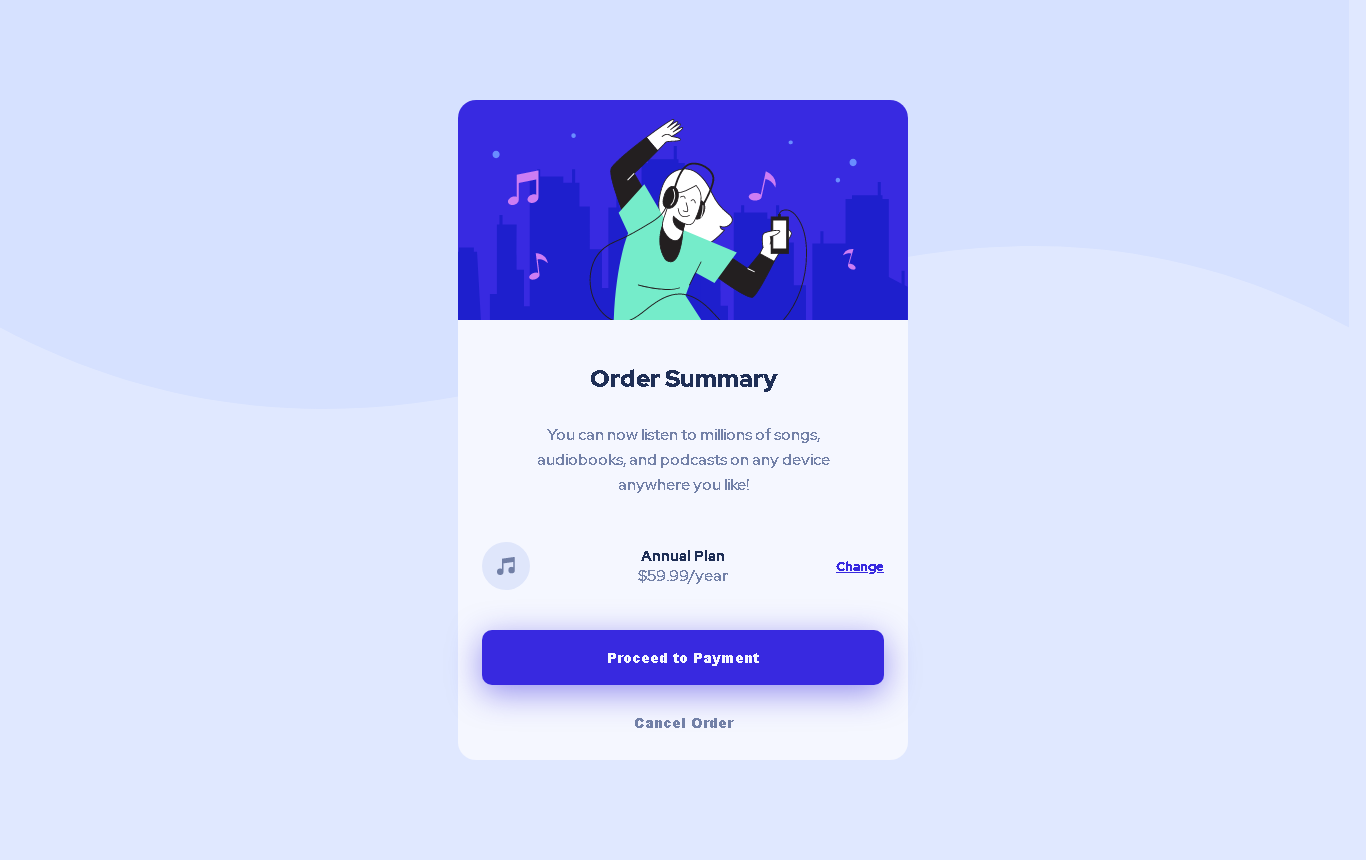 Order Summary
You can now listen to millions of songs,
audiobooks, and podcasts on any device
anywhere you like!
Annual Plan
$59.99/year
Change
Proceed to Payment
Cancel Order